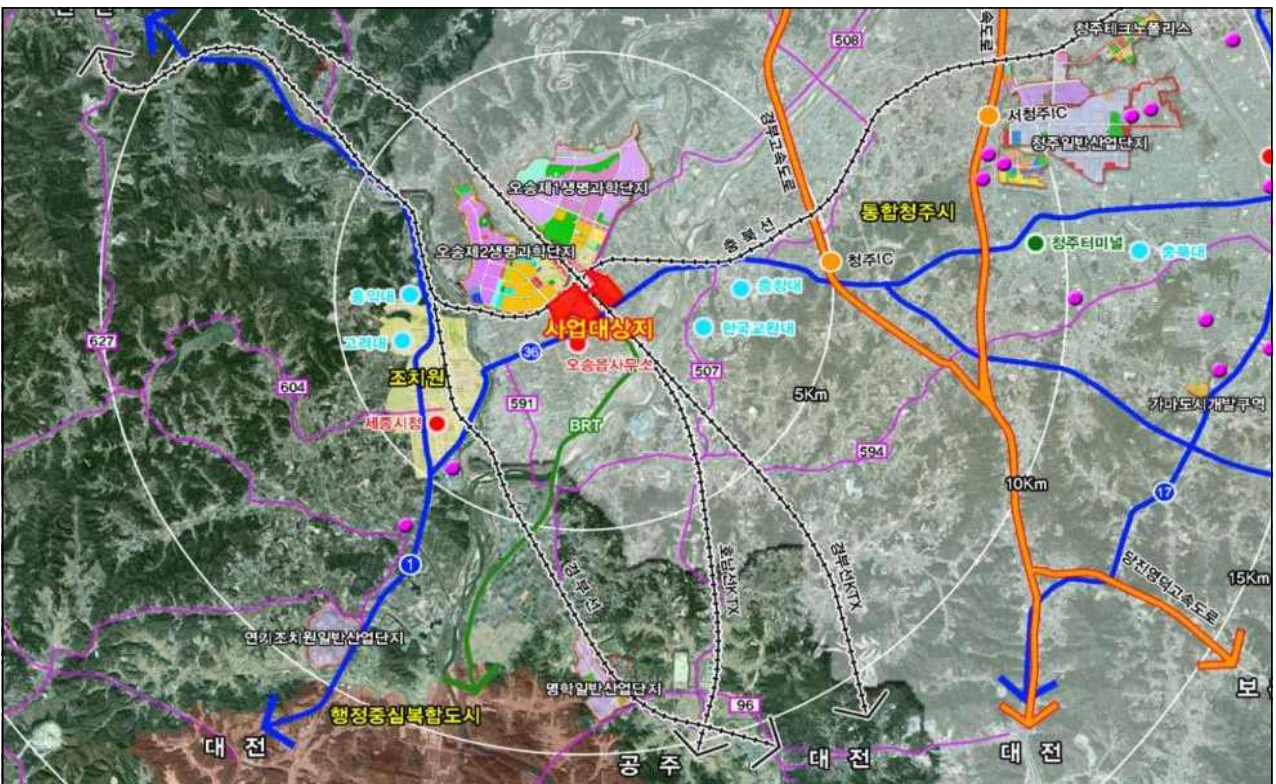 508
청주테크노폴리스
속도로
서청주IC
청주일반산업단지
경부고속도로
오송제1생명과학단지
통합청주시
충북선
오송제2생명과학단지
청주터미널
충북대
청주IC
홍익대
충청대
사업대상지
한국교원대
627
고려대
36
오송읍사무소
조치원
507
604
591
5Km
가마도시개발구역
세종시청
BRT
594
10Km
17
1
경부선
호남선KTX
경부선KTX
당진영덕고속도로
15Km
연기조치원일반산업단지
명학일반산업단지
96
행정중심복합도시
대 전
공 주
대 전
대 전